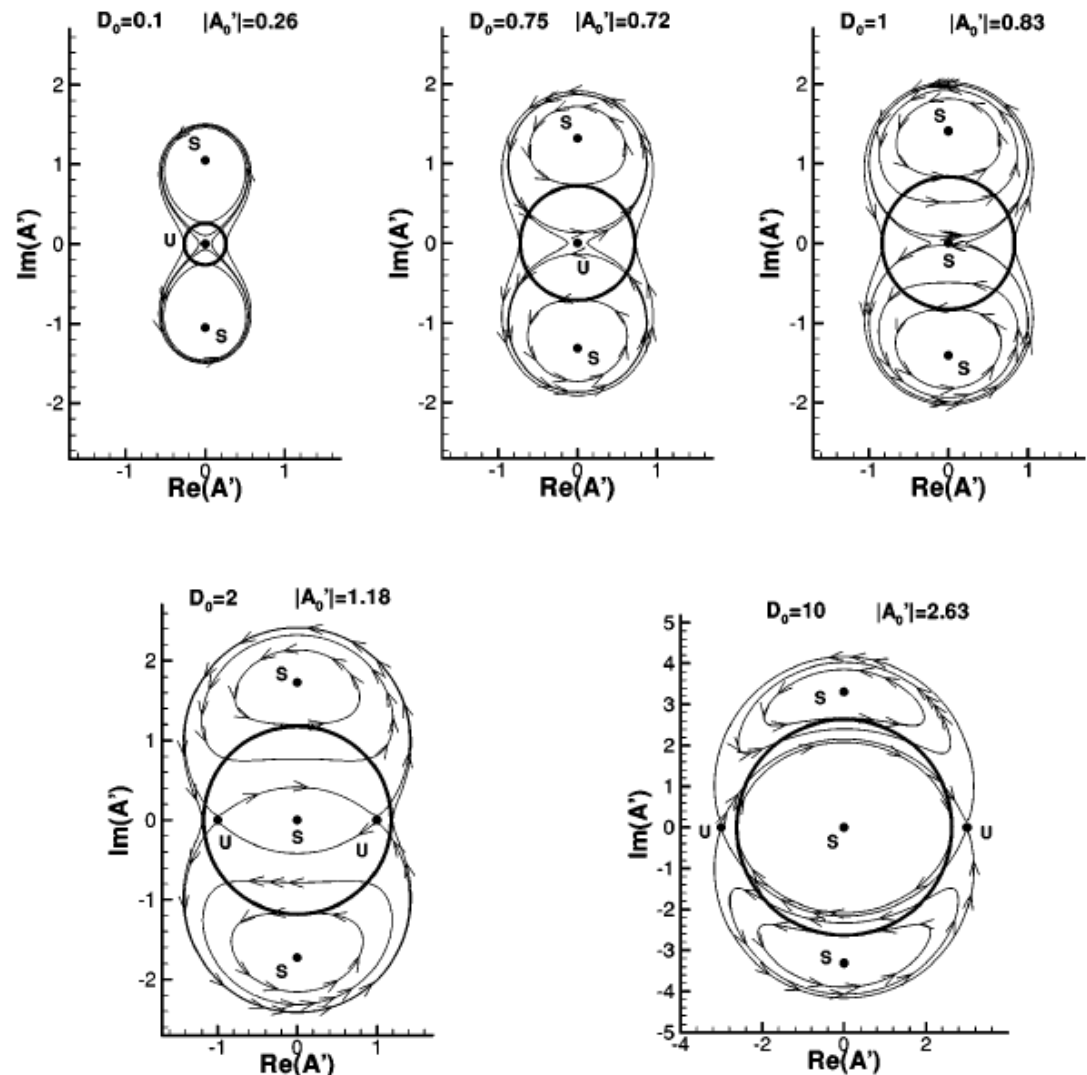 D₀=0.1 |A₀'|=0.26
2
1
0
-1
-2
-1 0 1
Im(A')
Re(A')
S
U
S
D₀=0.75 |A₀'|=0.72
2
1
0
-1
-2
-1 0 1
Im(A')
Re(A')
S
U
S
D₀=1 |A₀'|=0.83
2
1
0
-1
-2
-1 0 1
Im(A')
Re(A')
S
S
S
D₀=2 |A₀'|=1.18
2
1
0
-1
-2
-1 0 1
Im(A')
Re(A')
S
U S U
S
D₀=10 |A₀'|=2.63
5
4
3
2
1
0
-1
-2
-3
-4
-5
-4 -2 0 2
Im(A')
Re(A')
S
U S U
S